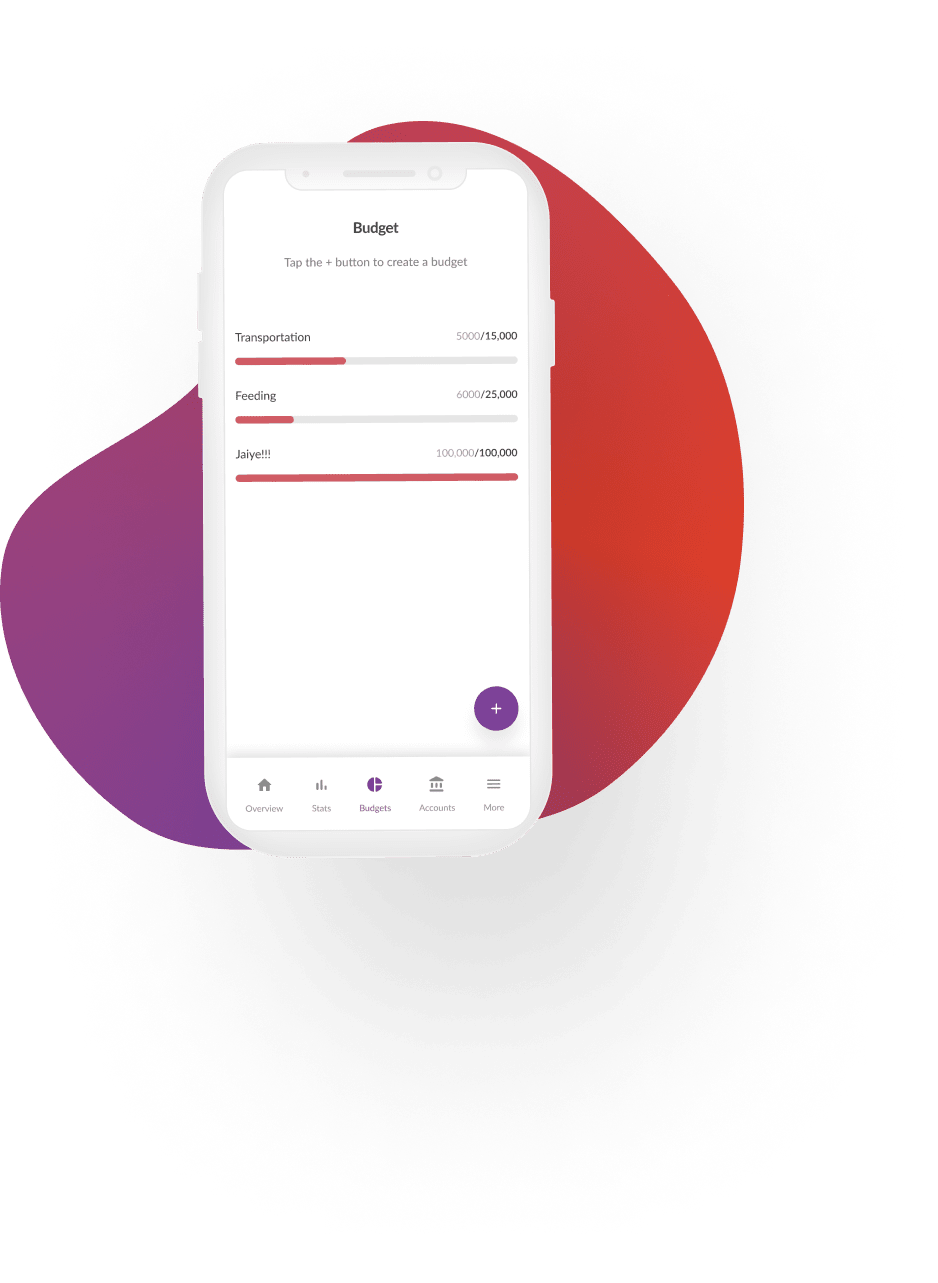 Budget
Tap the + button to create a budget
Transportation 5000/15,000
Feeding 6000/25,000
Jaiye!!! 100,000/100,000
+
Overview Stats Budgets Accounts More